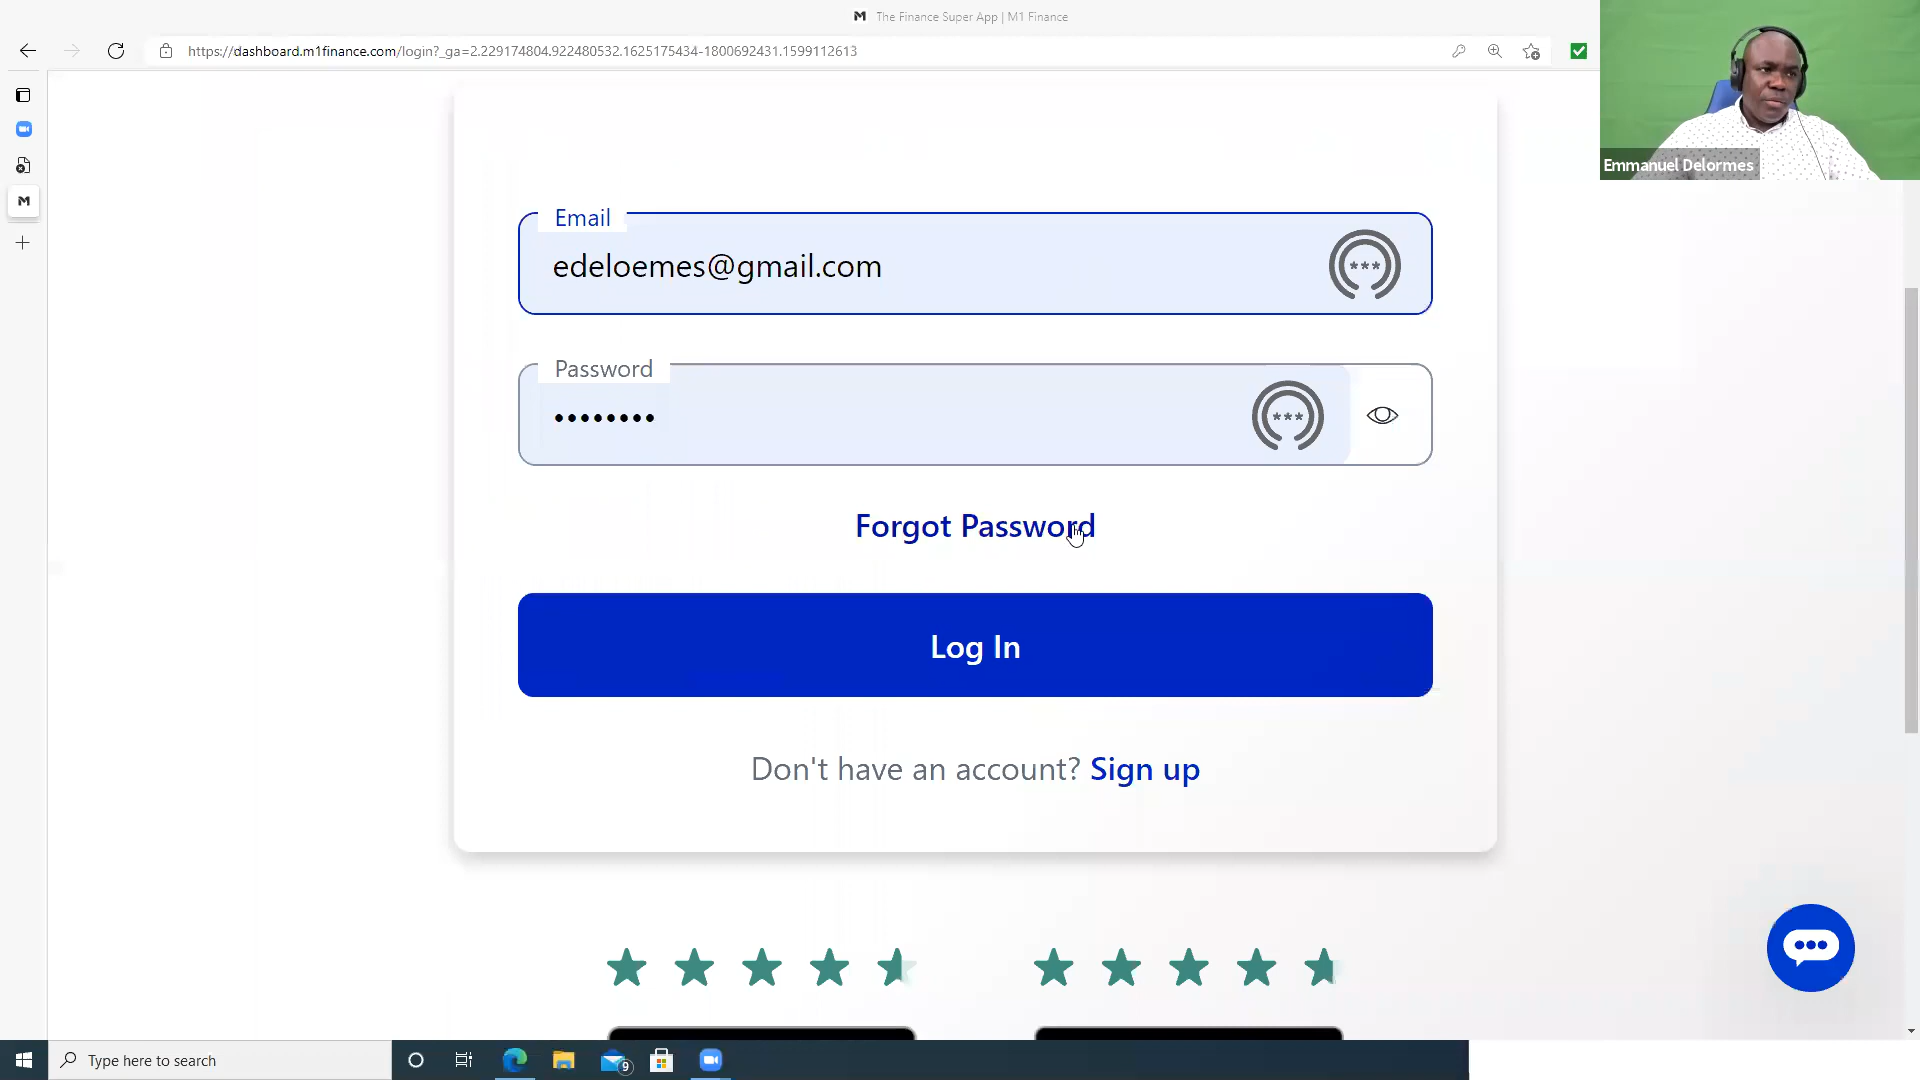 The Finance Super App | M1 Finance
https://dashboard.m1finance.com/login?_ga=2.229174804.922480532.1625175434-1800692431.1599112613
Emmanuel Delormes
Email
edeloemes@gmail.com
Password
Forgot Password
Log In
Don't have an account? Sign up
Type here to search
9